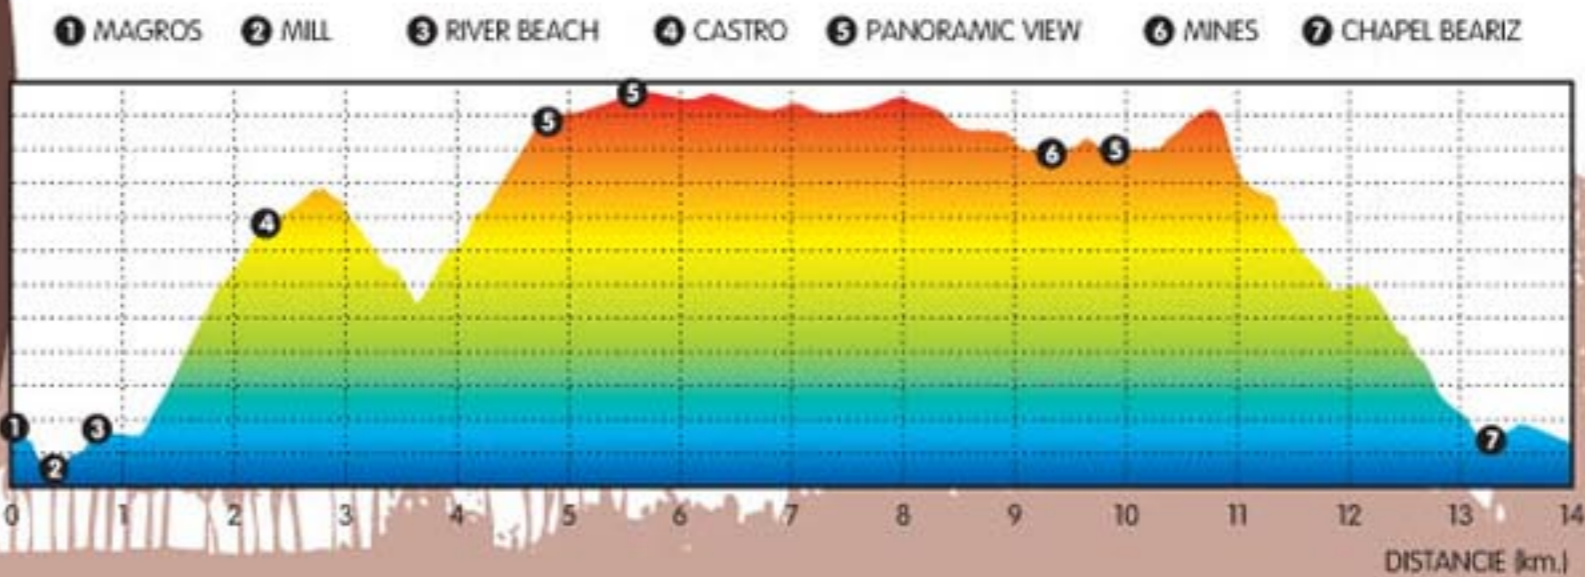 1 MAGROS 2 MILL 3 RIVER BEACH 4 CASTRO 5 PANORAMIC VIEW 6 MINES 7 CHAPEL BEARIZ
5
5
6 5
4
1 3
7
2
0 1 2 3 4 5 6 7 8 9 10 11 12 13 14
DISTANCIE (km.)